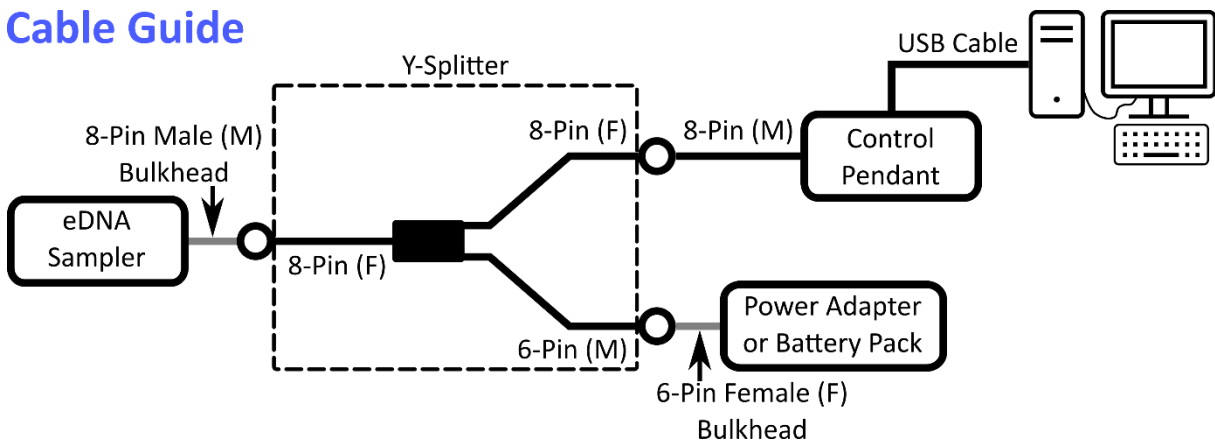 Cable Guide
Y-Splitter
USB Cable
8-Pin Male (M)
Bulkhead
8-Pin (F)
8-Pin (M)
Control
Pendant
eDNA
Sampler
8-Pin (F)
6-Pin (M)
Power Adapter
or Battery Pack
6-Pin Female (F)
Bulkhead